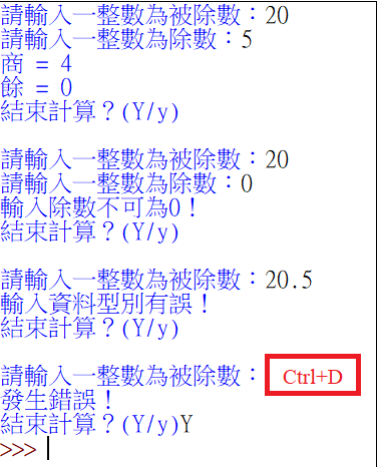 請輸入一整數為被除數：20
請輸入一整數為除數：5
商 = 4
餘 = 0
結束計算？(Y/y)
請輸入一整數為被除數：20
請輸入一整數為除數：0
輸入除數不可為0！
結束計算？(Y/y)
請輸入一整數為被除數：20.5
輸入資料型別有誤！
結束計算？(Y/y)
請輸入一整數為被除數： Ctrl+D
發生錯誤！
結束計算？(Y/y)Y
>>>